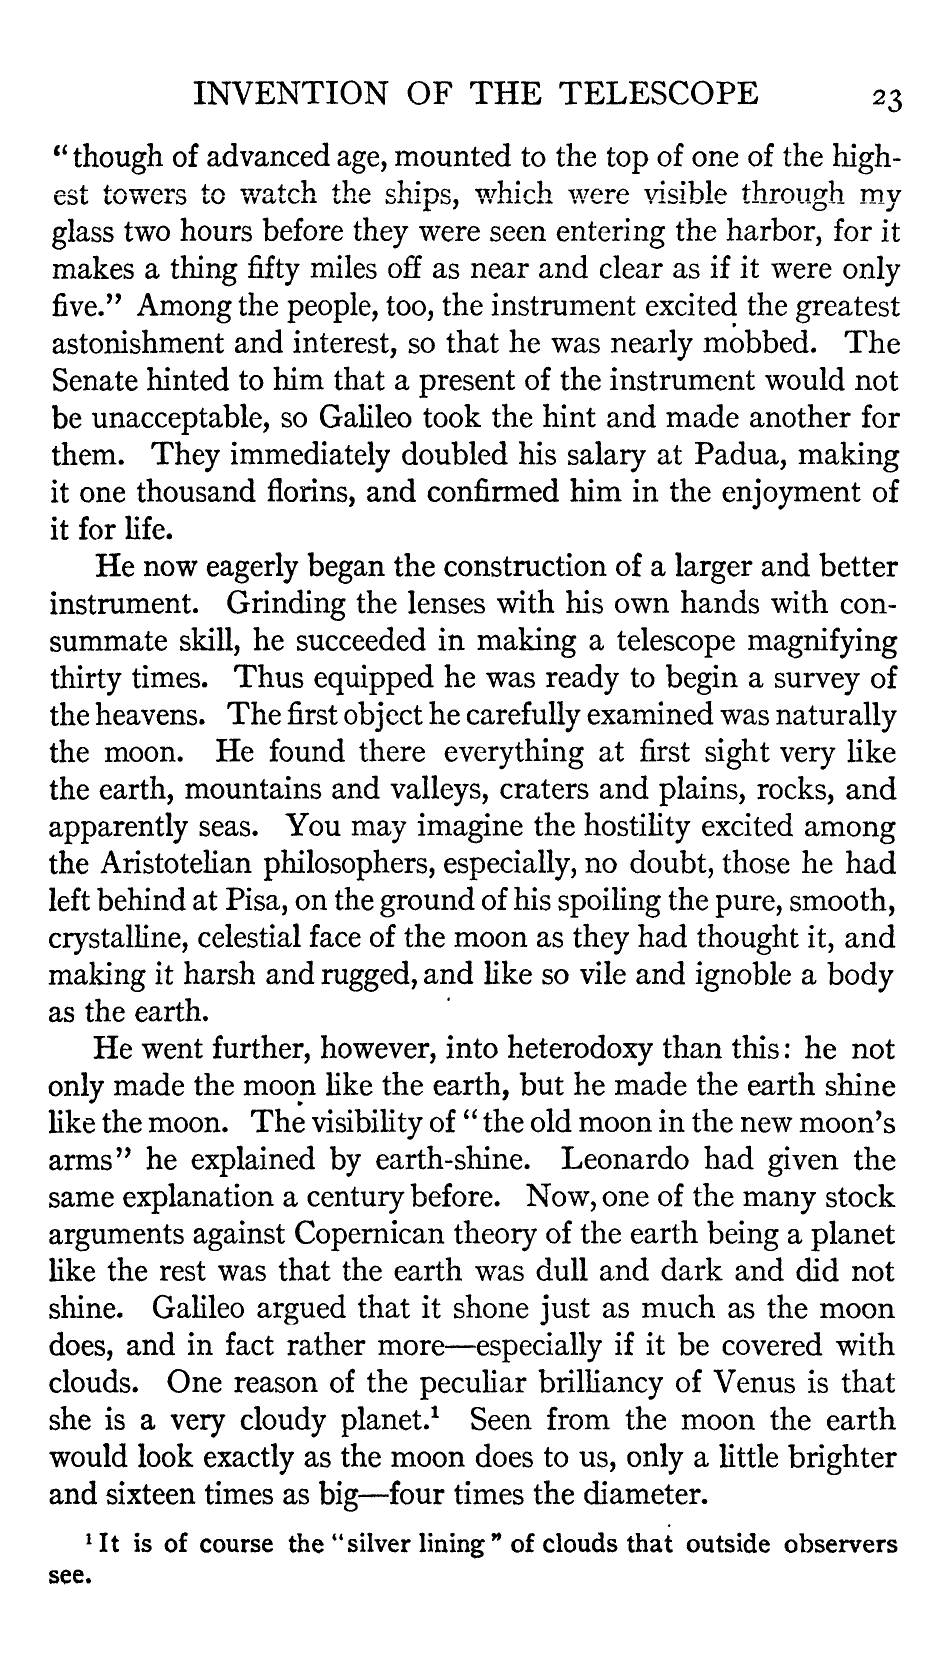 INVENTION OF THE TELESCOPE 23
"though of advanced age, mounted to the top of one of the high-
est towers to watch the ships, which were visible through my
glass two hours before they were seen entering the harbor, for it
makes a thing fifty miles off as near and clear as if it were only
five." Among the people, too, the instrument excited the greatest
astonishment and interest, so that he was nearly mobbed. The
Senate hinted to him that a present of the instrument would not
be unacceptable, so Galileo took the hint and made another for
them. They immediately doubled his salary at Padua, making
it one thousand florins, and confirmed him in the enjoyment of
it for life.
He now eagerly began the construction of a larger and better
instrument. Grinding the lenses with his own hands with con-
summate skill, he succeeded in making a telescope magnifying
thirty times. Thus equipped he was ready to begin a survey of
the heavens. The first object he carefully examined was naturally
the moon. He found there everything at first sight very like
the earth, mountains and valleys, craters and plains, rocks, and
apparently seas. You may imagine the hostility excited among
the Aristotelian philosophers, especially, no doubt, those he had
left behind at Pisa, on the ground of his spoiling the pure, smooth,
crystalline, celestial face of the moon as they had thought it, and
making it harsh and rugged, and like so vile and ignoble a body
as the earth.
He went further, however, into heterodoxy than this: he not
only made the moon like the earth, but he made the earth shine
like the moon. The visibility of "the old moon in the new moon's
arms" he explained by earth-shine. Leonardo had given the
same explanation a century before. Now, one of the many stock
arguments against Copernican theory of the earth being a planet
like the rest was that the earth was dull and dark and did not
shine. Galileo argued that it shone just as much as the moon
does, and in fact rather more—especially if it be covered with
clouds. One reason of the peculiar brilliancy of Venus is that
she is a very cloudy planet.¹ Seen from the moon the earth
would look exactly as the moon does to us, only a little brighter
and sixteen times as big—four times the diameter.
¹ It is of course the "silver lining" of clouds that outside observers
see.